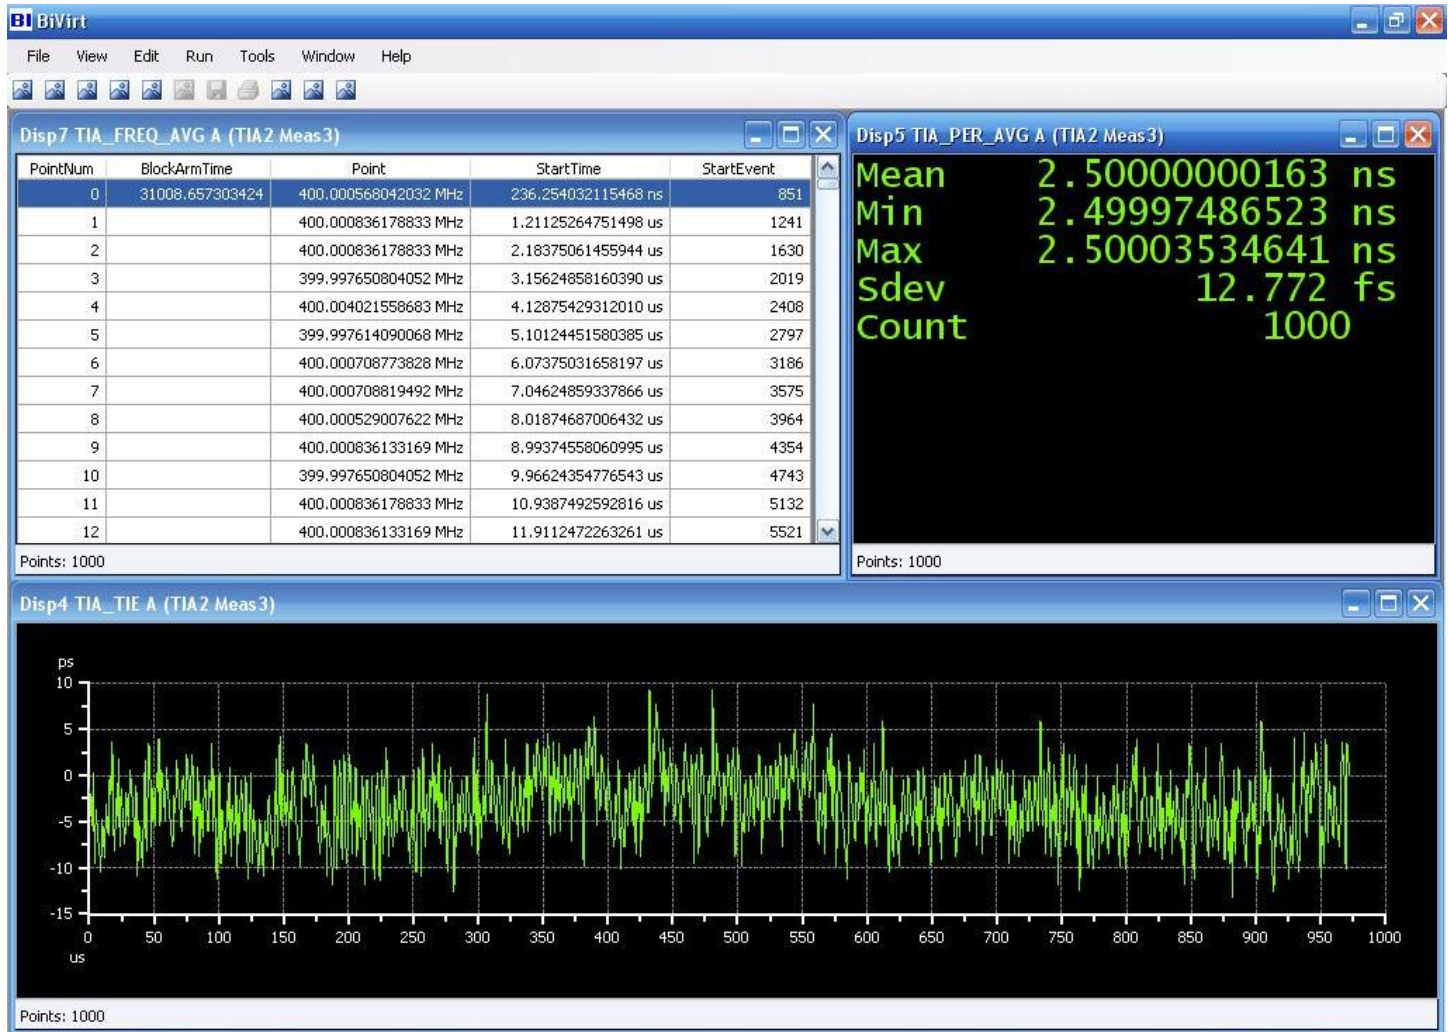 BI BiVirt
File View Edit Run Tools Window Help
Disp7 TIA_FREQ_AVG A (TIA2 Meas3)
PointNum BlockArmTime Point StartTime StartEvent
0 31008.657303424 400.000568042032 MHz 236.254032115468 ns 851
1 400.000836178833 MHz 1.21125264751498 us 1241
2 400.000836178833 MHz 2.18375061455944 us 1630
3 399.997650804052 MHz 3.15624858160390 us 2019
4 400.004021558683 MHz 4.12875429312010 us 2408
5 399.997614090068 MHz 5.10124451580385 us 2797
6 400.000708773828 MHz 6.07375031658197 us 3186
7 400.000708819492 MHz 7.04624859337866 us 3575
8 400.000529007622 MHz 8.01874687006432 us 3964
9 400.000836133169 MHz 8.99374558060995 us 4354
10 399.997650804052 MHz 9.96624354776543 us 4743
11 400.000836178833 MHz 10.9387492592816 us 5132
12 400.000836133169 MHz 11.9112472263261 us 5521
Points: 1000
Disp5 TIA_PER_AVG A (TIA2 Meas3)
Mean 2.50000000163 ns
Min 2.49997486523 ns
Max 2.50003534641 ns
Sdev 12.772 fs
Count 1000
Points: 1000
Disp4 TIA_TIE A (TIA2 Meas3)
ps
10
5
0
-5
-10
-15
0 50 100 150 200 250 300 350 400 450 500 550 600 650 700 750 800 850 900 950 1000
us
Points: 1000